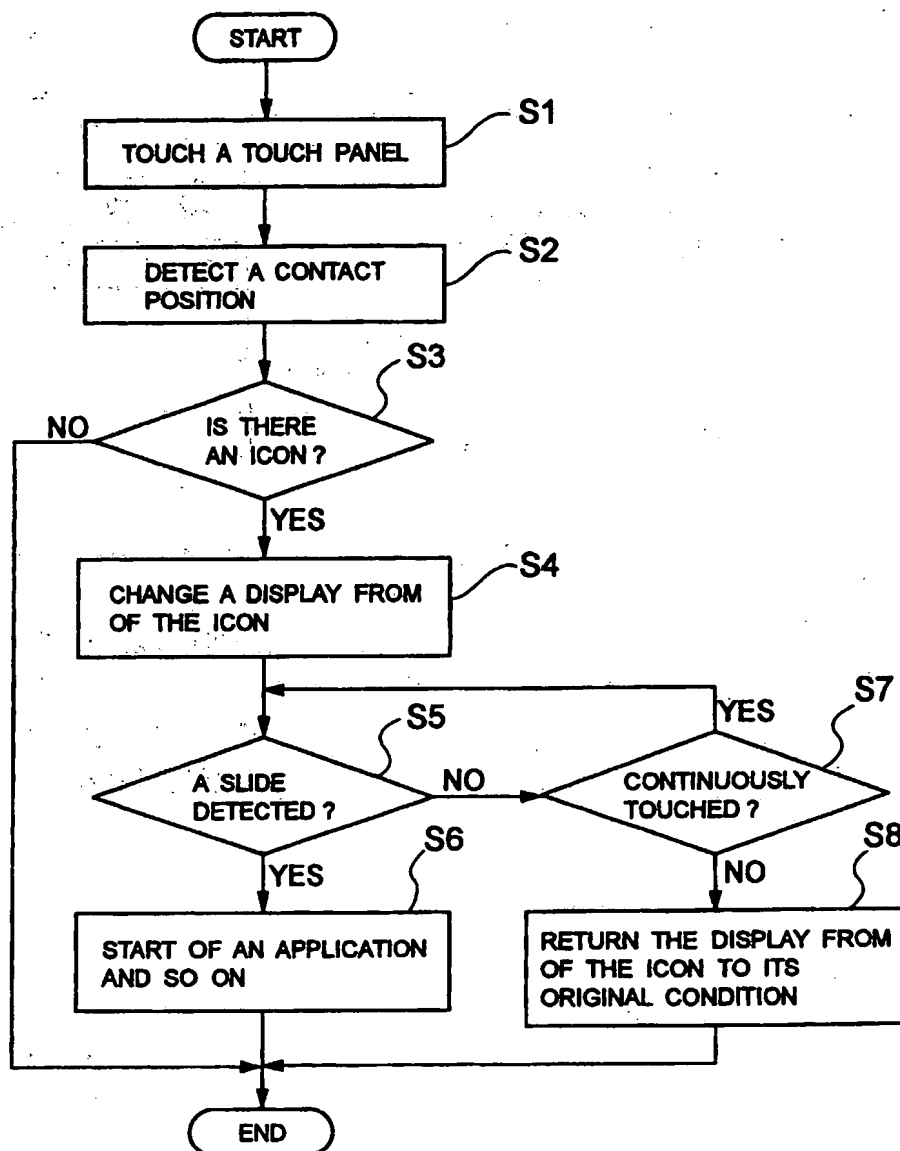 START
S1
TOUCH A TOUCH PANEL
S2
DETECT A CONTACT
POSITION
S3
NO
IS THERE
AN ICON ?
YES
S4
CHANGE A DISPLAY FROM
OF THE ICON
S5
A SLIDE
DETECTED ?
NO
YES
S7
CONTINUOUSLY
TOUCHED ?
YES
NO
S6
START OF AN APPLICATION
AND SO ON
S8
RETURN THE DISPLAY FROM
OF THE ICON TO ITS
ORIGINAL CONDITION
END